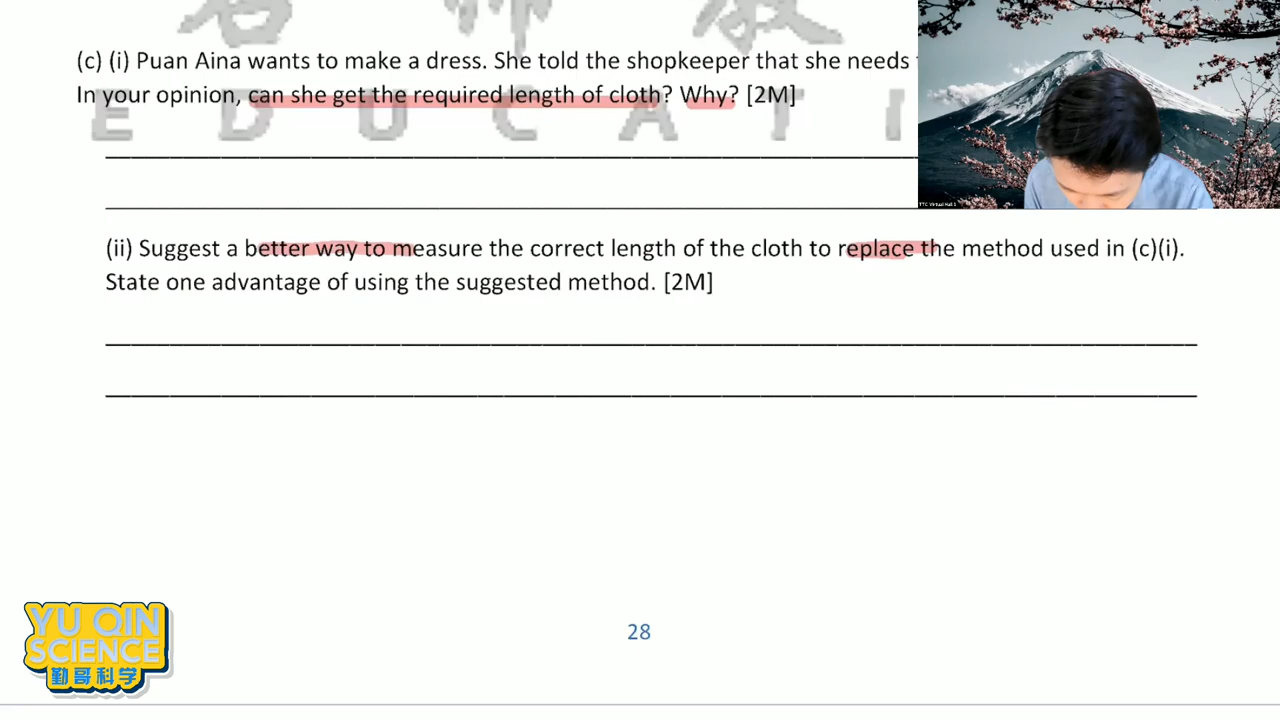 名 师 教
(c) (i) Puan Aina wants to make a dress. She told the shopkeeper that she needs
In your opinion, can she get the required length of cloth? Why? [2M]
E D U C A T I
(ii) Suggest a better way to measure the correct length of the cloth to replace the method used in (c)(i).
State one advantage of using the suggested method. [2M]
28
YU QIN
SCIENCE
勤哥科学